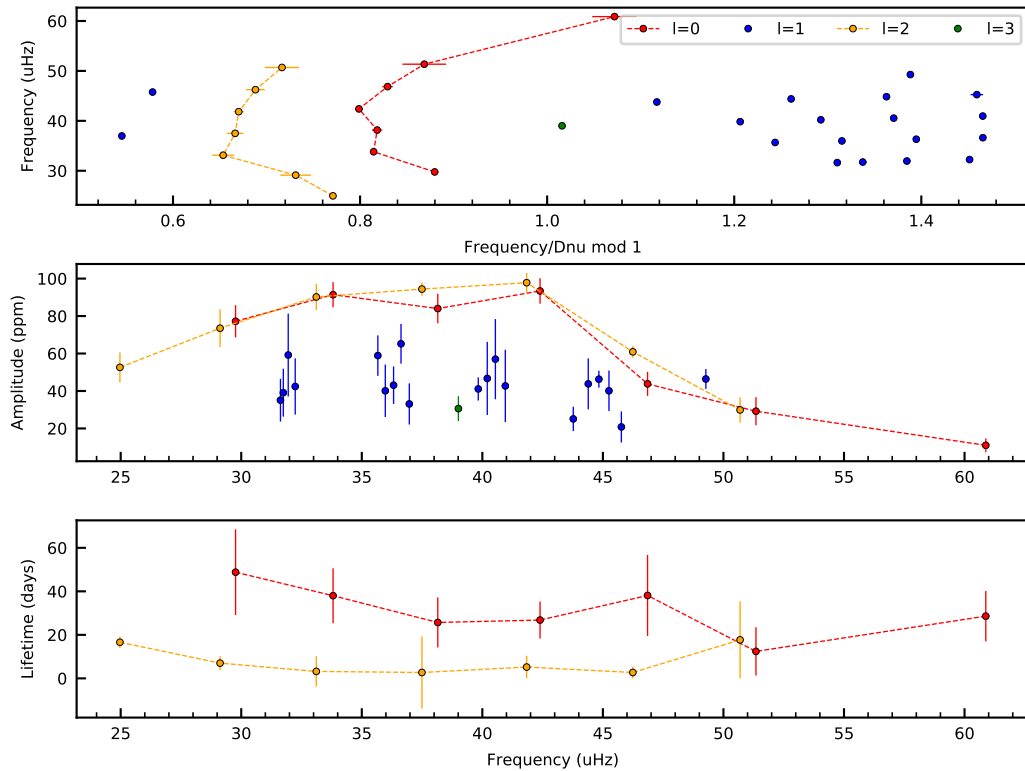 60
50
40
30
Frequency (uHz)
l=0 l=1 l=2 l=3
0.6 0.8 1.0 1.2 1.4
Frequency/Dnu mod 1
100
80
60
40
20
Amplitude (ppm)
25 30 35 40 45 50 55 60
60
40
20
0
Lifetime (days)
25 30 35 40 45 50 55 60
Frequency (uHz)